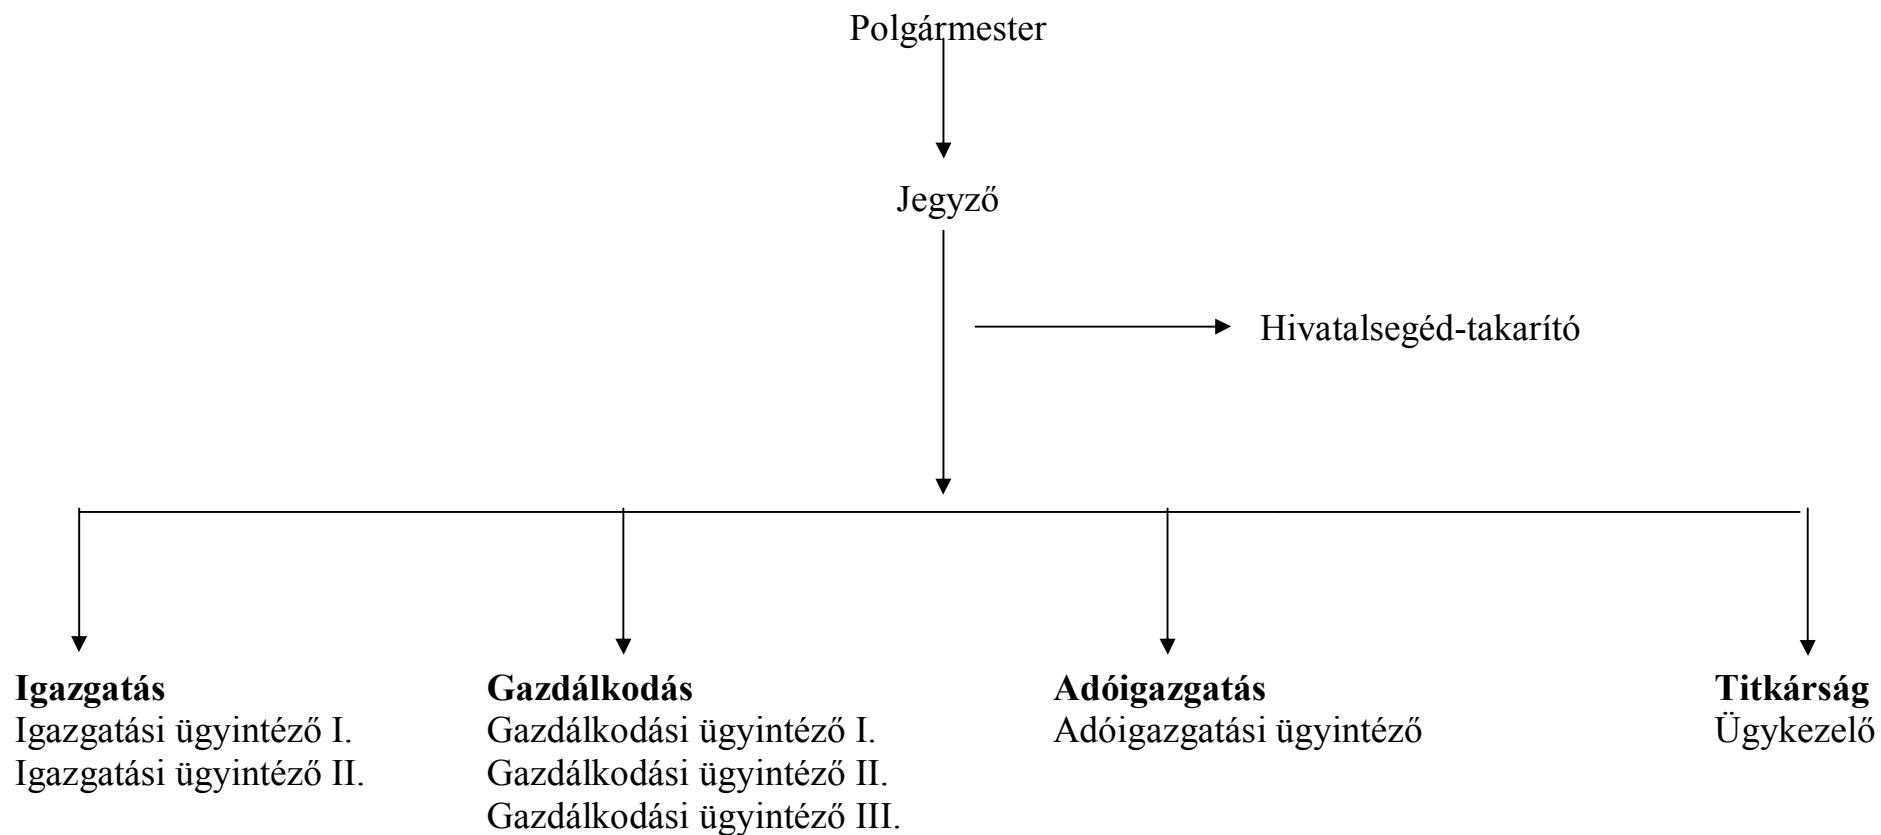 Polgármester
Jegyző
Hivatalsegéd-takarító
Igazgatás
Igazgatási ügyintéző I.
Igazgatási ügyintéző II.
Gazdálkodás
Gazdálkodási ügyintéző I.
Gazdálkodási ügyintéző II.
Gazdálkodási ügyintéző III.
Adóigazgatás
Adóigazgatási ügyintéző
Titkárság
Ügykezelő